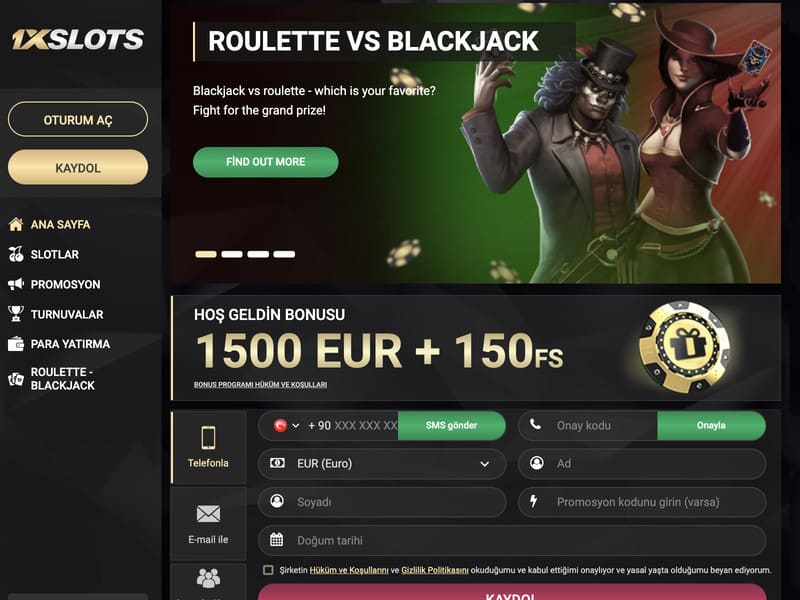 1XSLOTS
OTURUM AÇ
KAYDOL
ANA SAYFA
SLOTLAR
PROMOSYON
TURNUVALAR
PARA YATIRMA
ROULETTE -
BLACKJACK
ROULETTE VS BLACKJACK
Blackjack vs roulette - which is your favorite?
Fight for the grand prize!
FİND OUT MORE
HOŞ GELDİN BONUSU
1500 EUR + 150FS
BONUS PROGRAMI HÜKÜM VE KOŞULLARI
Telefonla
E-mail ile
+ 90 XXX XXX XX
SMS gönder
Onay kodu
Onayla
EUR (Euro)
Ad
Soyadı
Promosyon kodunu girin (varsa)
Doğum tarihi
Şirketin Hüküm ve Koşullarını ve Gizlilik Politikasını okuduğumu ve kabul ettiğimi onaylıyor ve yasal yaşta olduğumu beyan ediyorum.
KAYDOL